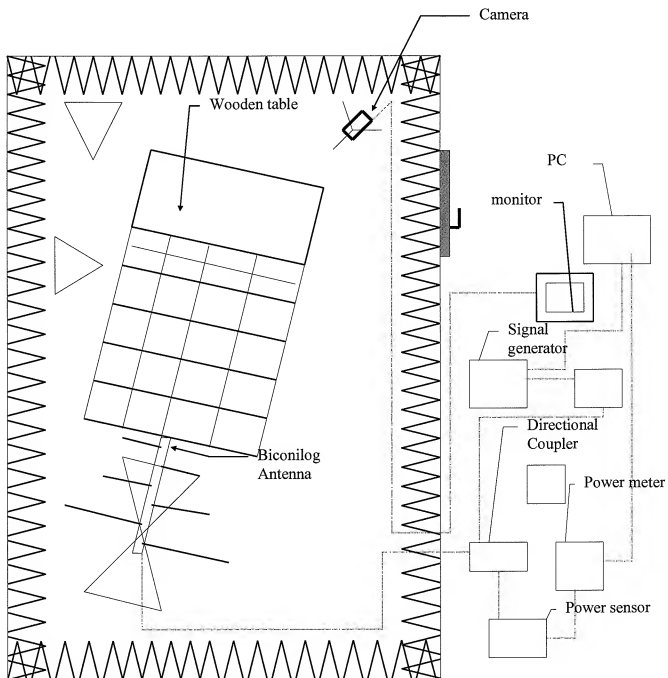 Camera
Wooden table
PC
monitor
Signal
generator
Directional
Coupler
Biconilog
Antenna
Power meter
Power sensor